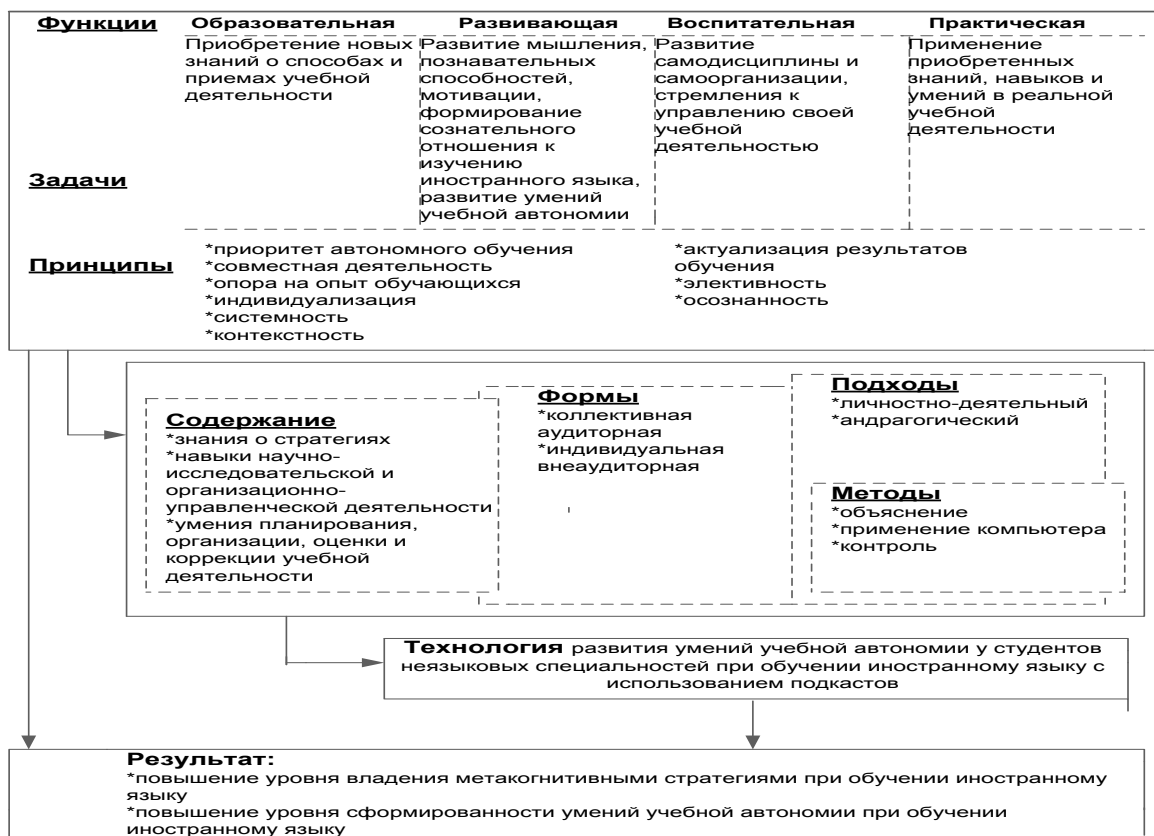 Функции
Образовательная
Развивающая
Воспитательная
Практическая
Приобретение новых
знаний о способах и
приемах учебной
деятельности
Развитие мышления,
познавательных
способностей,
мотивации,
формирование
сознательного
отношения к
изучению
иностранного языка,
развитие умений
учебной автономии
Развитие
самодисциплины и
самоорганизации,
стремления к
управлению своей
учебной
деятельностью
Применение
приобретенных
знаний, навыков и
умений в реальной
учебной
деятельности
Задачи
Принципы
*приоритет автономного обучения
*совместная деятельность
*опора на опыт обучающихся
*индивидуализация
*системность
*контекстность
*актуализация результатов
обучения
*элективность
*осознанность
Содержание
*знания о стратегиях
*навыки научно-
исследовательской и
организационно-
управленческой деятельности
*умения планирования,
организации, оценки и
коррекции учебной
деятельности
Формы
*коллективная
аудиторная
*индивидуальная
внеаудиторная
Подходы
*личностно-деятельный
*андрагогический
Методы
*объяснение
*применение компьютера
*контроль
Технология развития умений учебной автономии у студентов
неязыковых специальностей при обучении иностранному языку с
использованием подкастов
Результат:
*повышение уровня владения метакогнитивными стратегиями при обучении иностранному
языку
*повышение уровня сформированности умений учебной автономии при обучении
иностранному языку